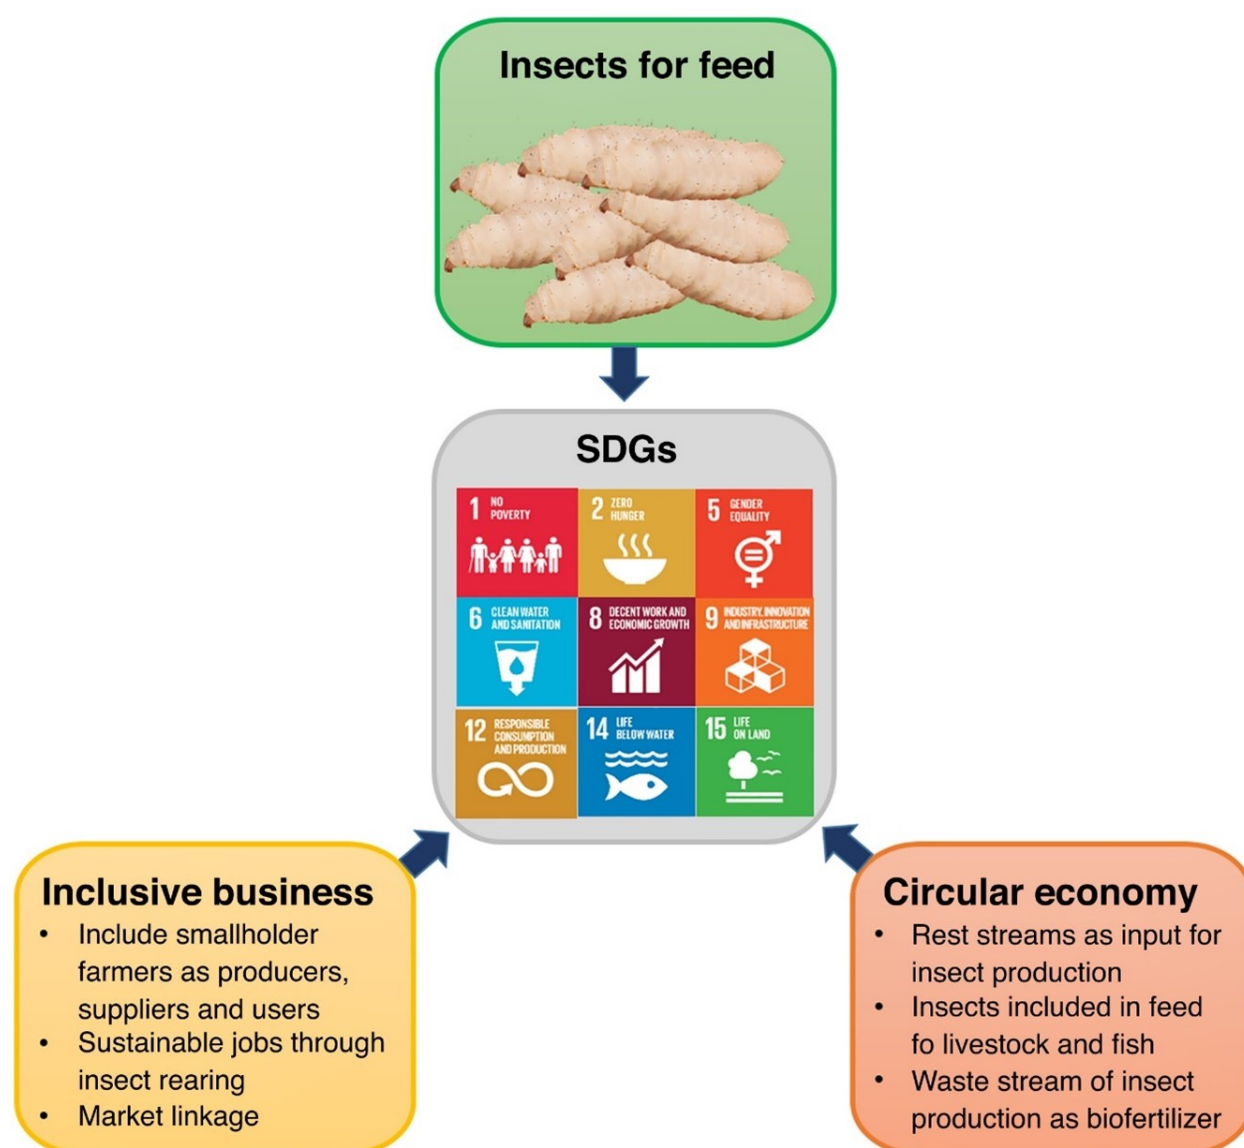 Insects for feed
SDGs
1 NO
POVERTY
2 ZERO
HUNGER
5 GENDER
EQUALITY
6 CLEAN WATER
AND SANITATION
8 DECENT WORK AND
ECONOMIC GROWTH
9 INDUSTRY, INNOVATION
AND INFRASTRUCTURE
12 RESPONSIBLE
CONSUMPTION
AND PRODUCTION
14 LIFE
BELOW WATER
15 LIFE
ON LAND
Inclusive business
• Include smallholder
farmers as producers,
suppliers and users
• Sustainable jobs through
insect rearing
• Market linkage
Circular economy
• Rest streams as input for
insect production
• Insects included in feed
fo livestock and fish
• Waste stream of insect
production as biofertilizer